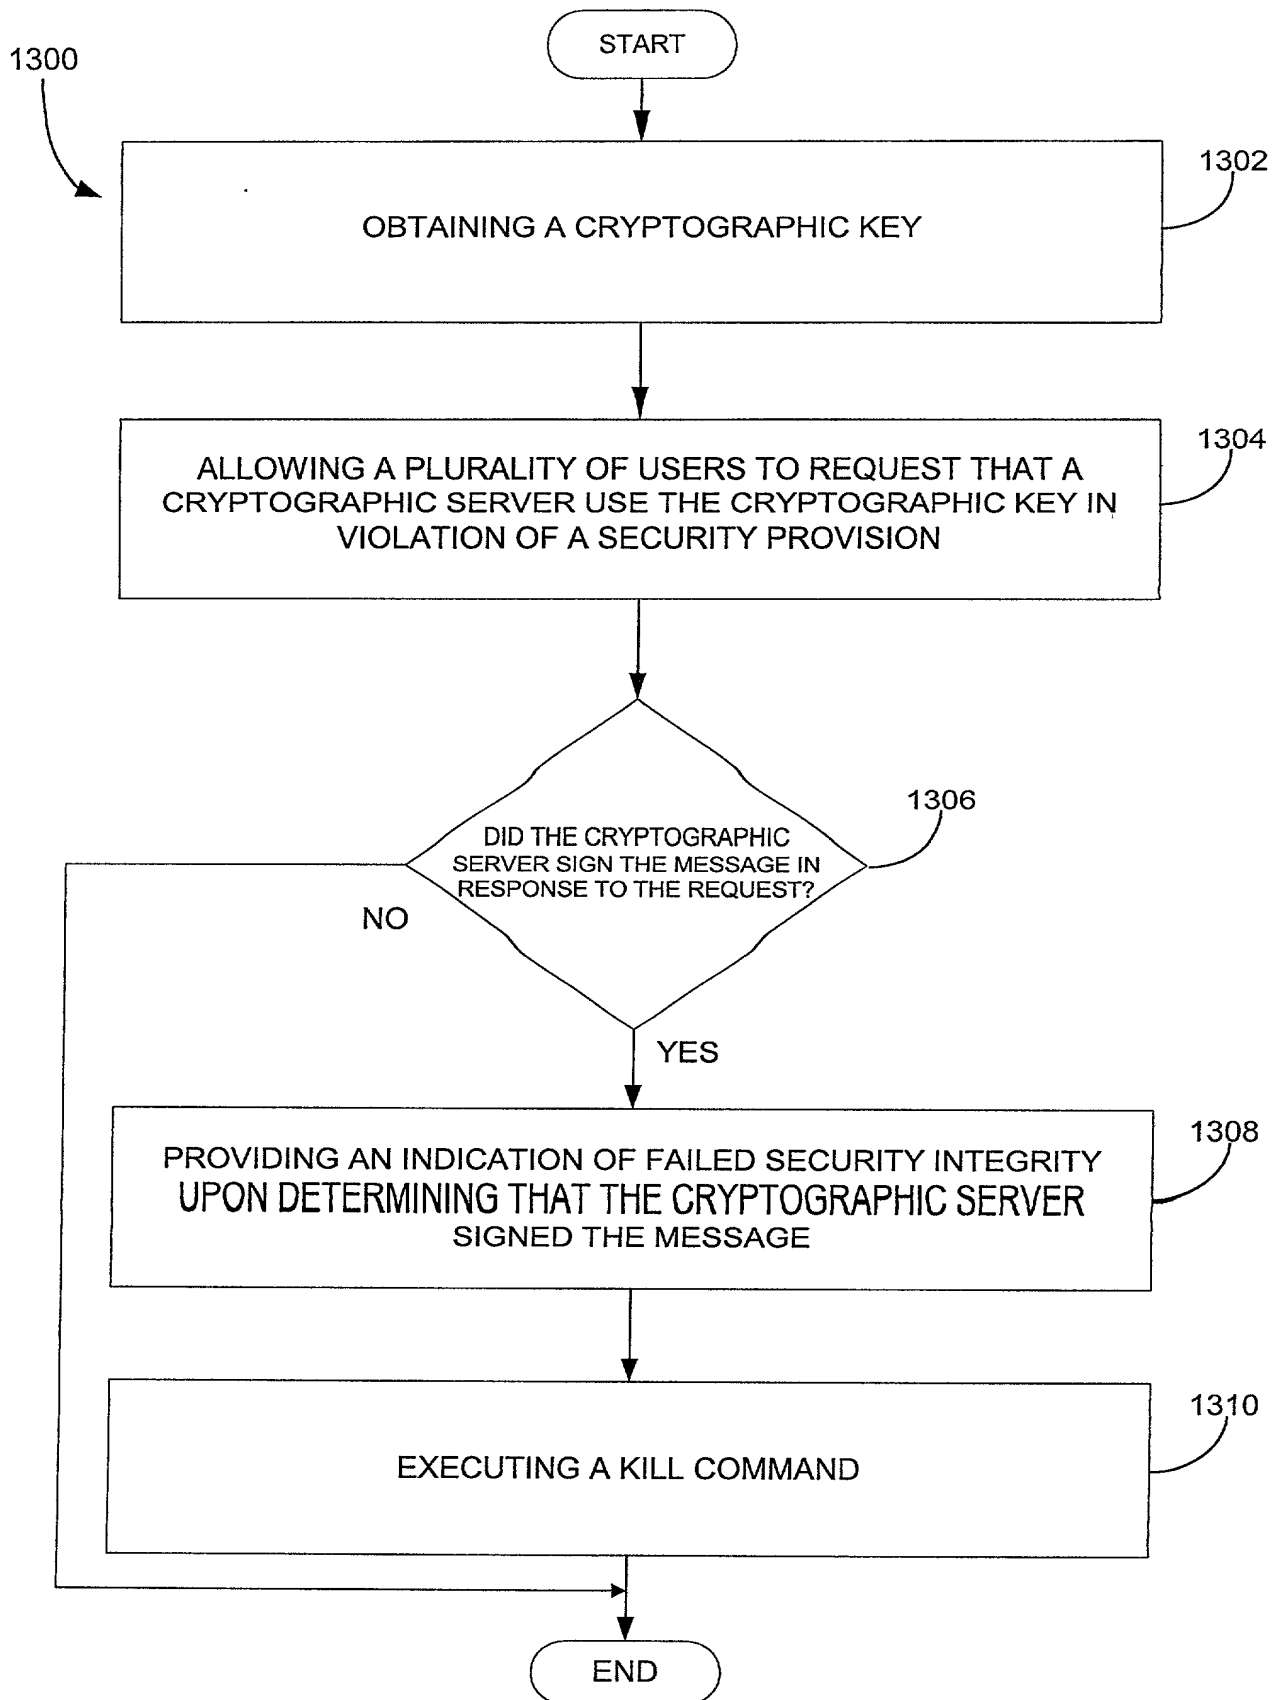 START
1300
1302
OBTAINING A CRYPTOGRAPHIC KEY
1304
ALLOWING A PLURALITY OF USERS TO REQUEST THAT A
CRYPTOGRAPHIC SERVER USE THE CRYPTOGRAPHIC KEY IN
VIOLATION OF A SECURITY PROVISION
1306
DID THE CRYPTOGRAPHIC
SERVER SIGN THE MESSAGE IN
RESPONSE TO THE REQUEST?
NO
YES
1308
PROVIDING AN INDICATION OF FAILED SECURITY INTEGRITY
UPON DETERMINING THAT THE CRYPTOGRAPHIC SERVER
SIGNED THE MESSAGE
1310
EXECUTING A KILL COMMAND
END